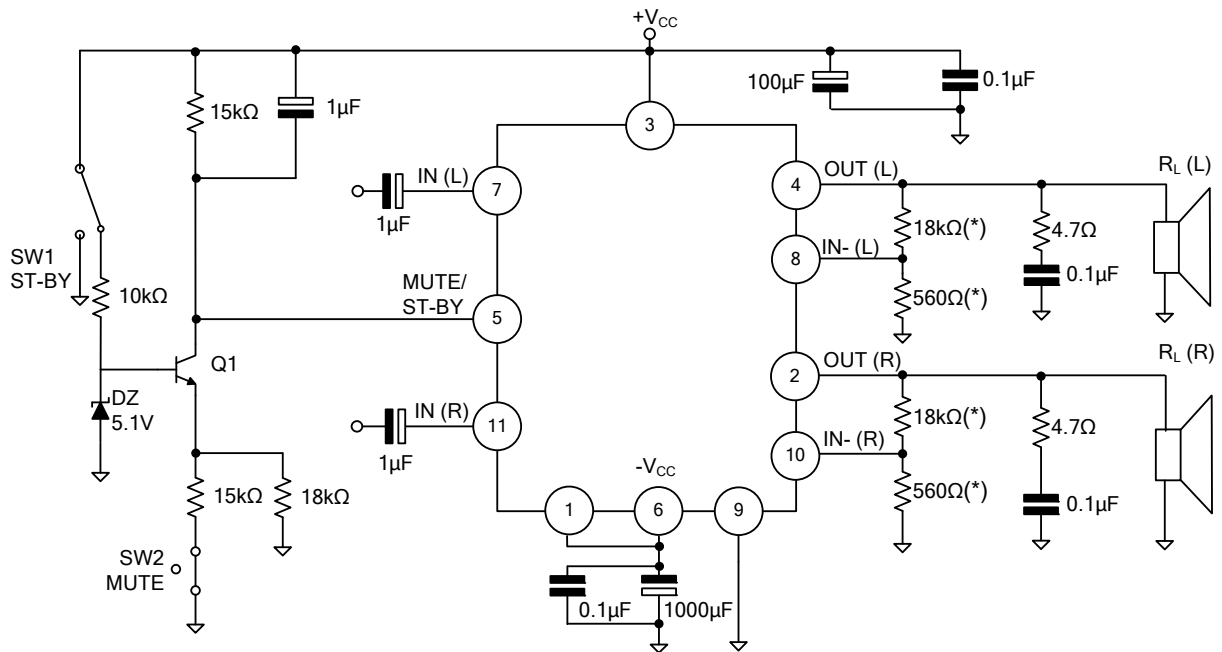 +VCC
15kΩ
1µF
100µF
0.1µF
3
IN (L)
7
1µF
4
OUT (L)
RL (L)
18kΩ(*)
4.7Ω
8
IN- (L)
560Ω(*)
0.1µF
SW1
ST-BY
10kΩ
MUTE/
ST-BY
5
Q1
DZ
5.1V
2
OUT (R)
RL (R)
18kΩ(*)
4.7Ω
IN (R)
11
1µF
10
IN- (R)
560Ω(*)
0.1µF
15kΩ
18kΩ
-VCC
1
6
9
SW2
MUTE
0.1µF
1000µF